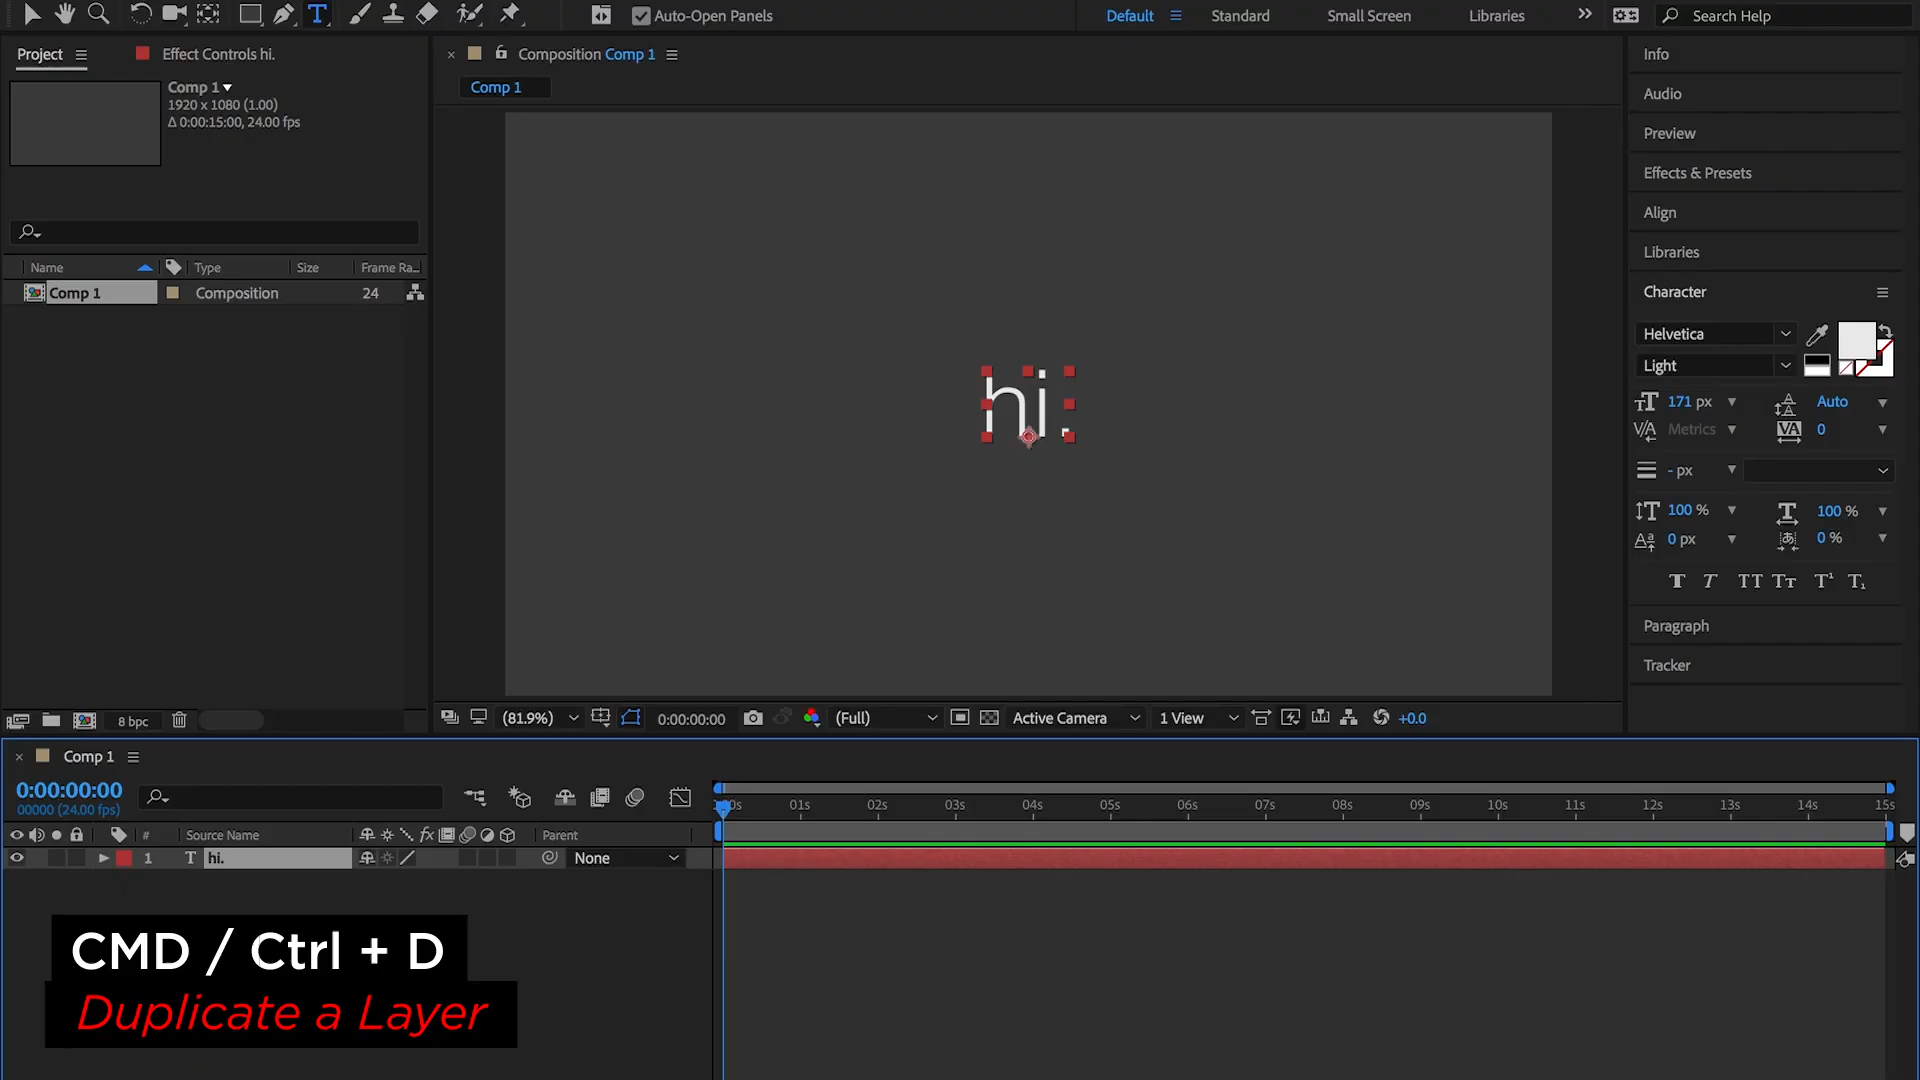 Auto-Open Panels
Default
Standard
Small Screen
Libraries
Search Help
Project
Effect Controls hi.
Comp 1
1920 x 1080 (1.00)
Δ 0:00:15:00, 24.00 fps
Name
Type
Size
Frame Ra...
Comp 1
Composition
24
8 bpc
Composition Comp 1
Comp 1
hi.
(81.9%)
0:00:00:00
(Full)
Active Camera
1 View
+0.0
Info
Audio
Preview
Effects & Presets
Align
Libraries
Character
Helvetica
Light
171 px
Auto
Metrics
0
- px
100 %
100 %
0 px
0 %
Paragraph
Tracker
Comp 1
0:00:00:00
00000 (24.00 fps)
01s 02s 03s 04s 05s 06s 07s 08s 09s 10s 11s 12s 13s 14s 15s
#
Source Name
Parent
1
T
hi.
None
CMD / Ctrl + D
Duplicate a Layer